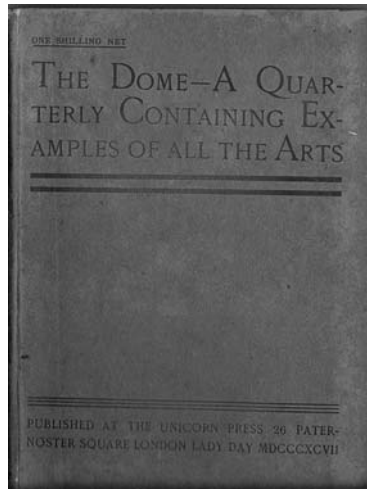 ONE SHILLING NET
THE DOME—A QUAR-
TERLY CONTAINING EX-
AMPLES OF ALL THE ARTS
PUBLISHED AT THE UNICORN PRESS 26 PATER-
NOSTER SQUARE LONDON LADY DAY MDCCCXCVII